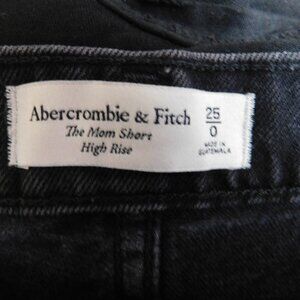 Abercrombie & Fitch
The Mom Short
High Rise
25
0
MADE IN
GUATEMALA